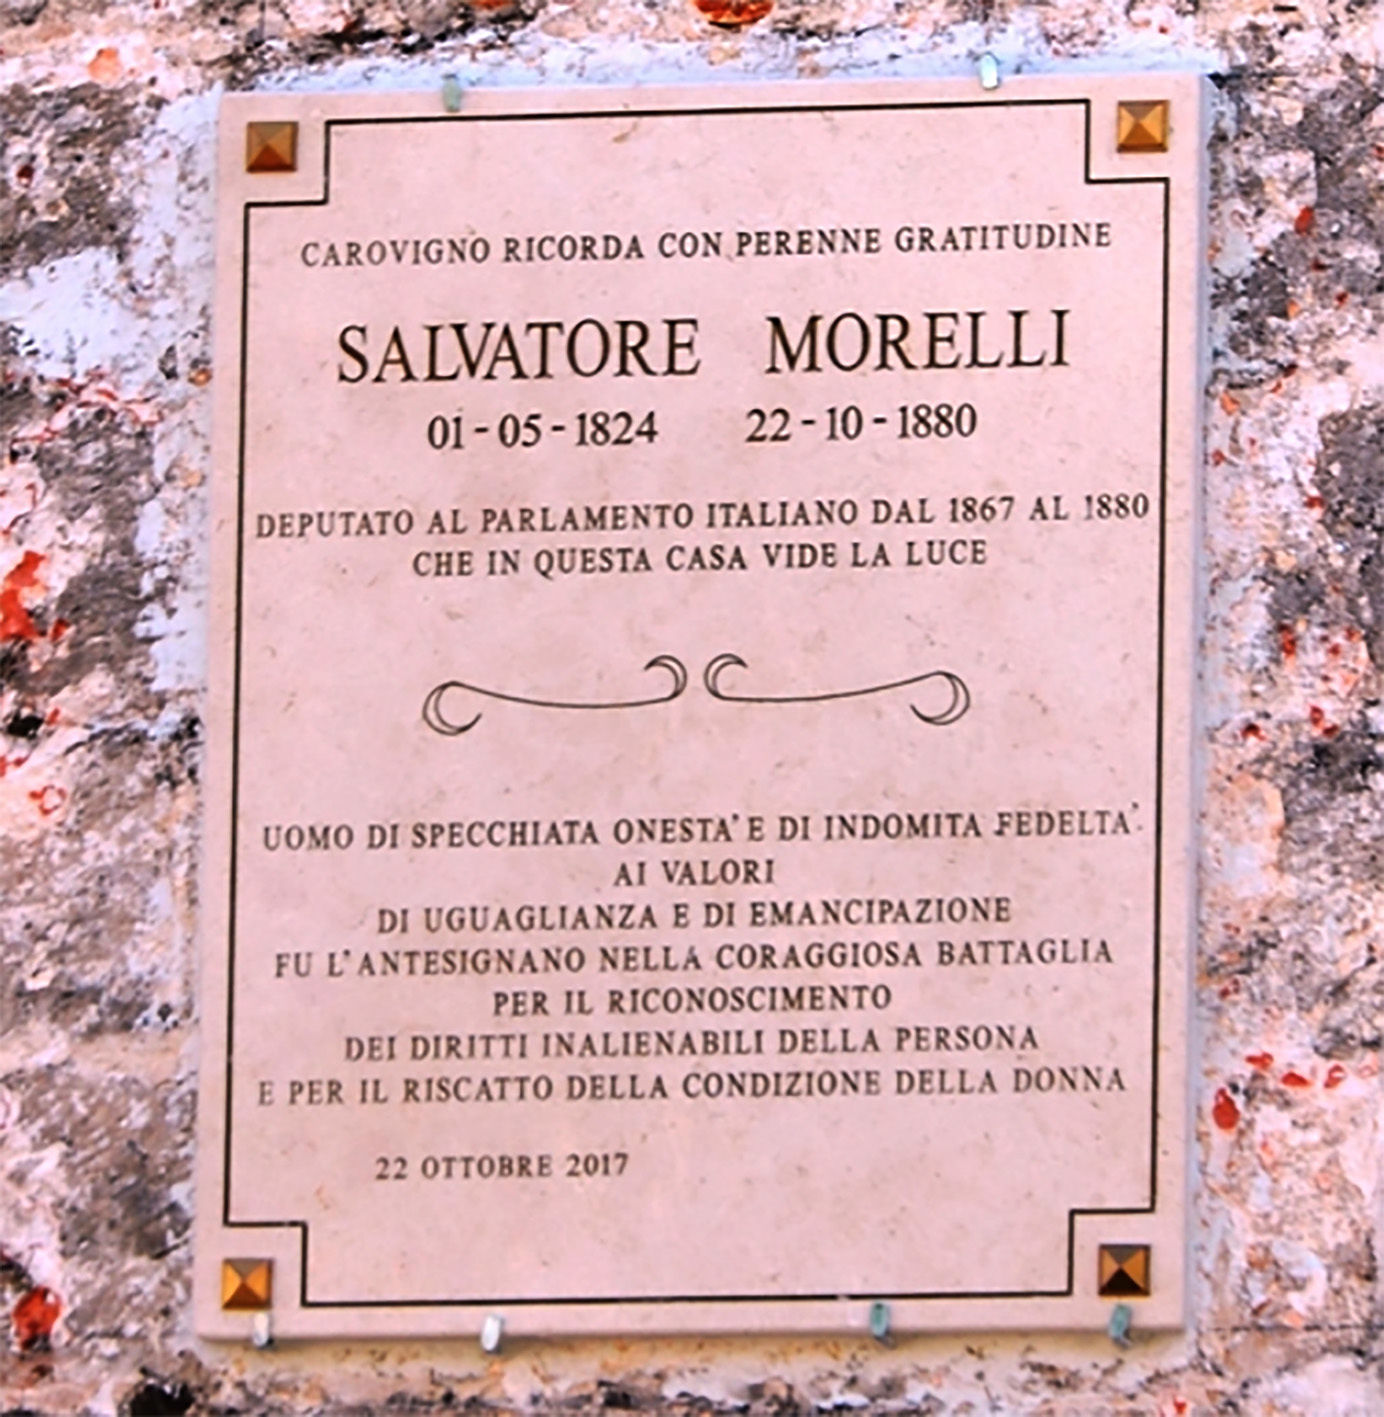 CAROVIGNO RICORDA CON PERENNE GRATITUDINE
SALVATORE MORELLI
01-05-1824 22-10-1880
DEPUTATO AL PARLAMENTO ITALIANO DAL 1867 AL 1880
CHE IN QUESTA CASA VIDE LA LUCE
UOMO DI SPECCHIATA ONESTA' E DI INDOMITA FEDELTA'
AI VALORI
DI UGUAGLIANZA E DI EMANCIPAZIONE
FU L'ANTESIGNANO NELLA CORAGGIOSA BATTAGLIA
PER IL RICONOSCIMENTO
DEI DIRITTI INALIENABILI DELLA PERSONA
E PER IL RISCATTO DELLA CONDIZIONE DELLA DONNA
22 OTTOBRE 2017